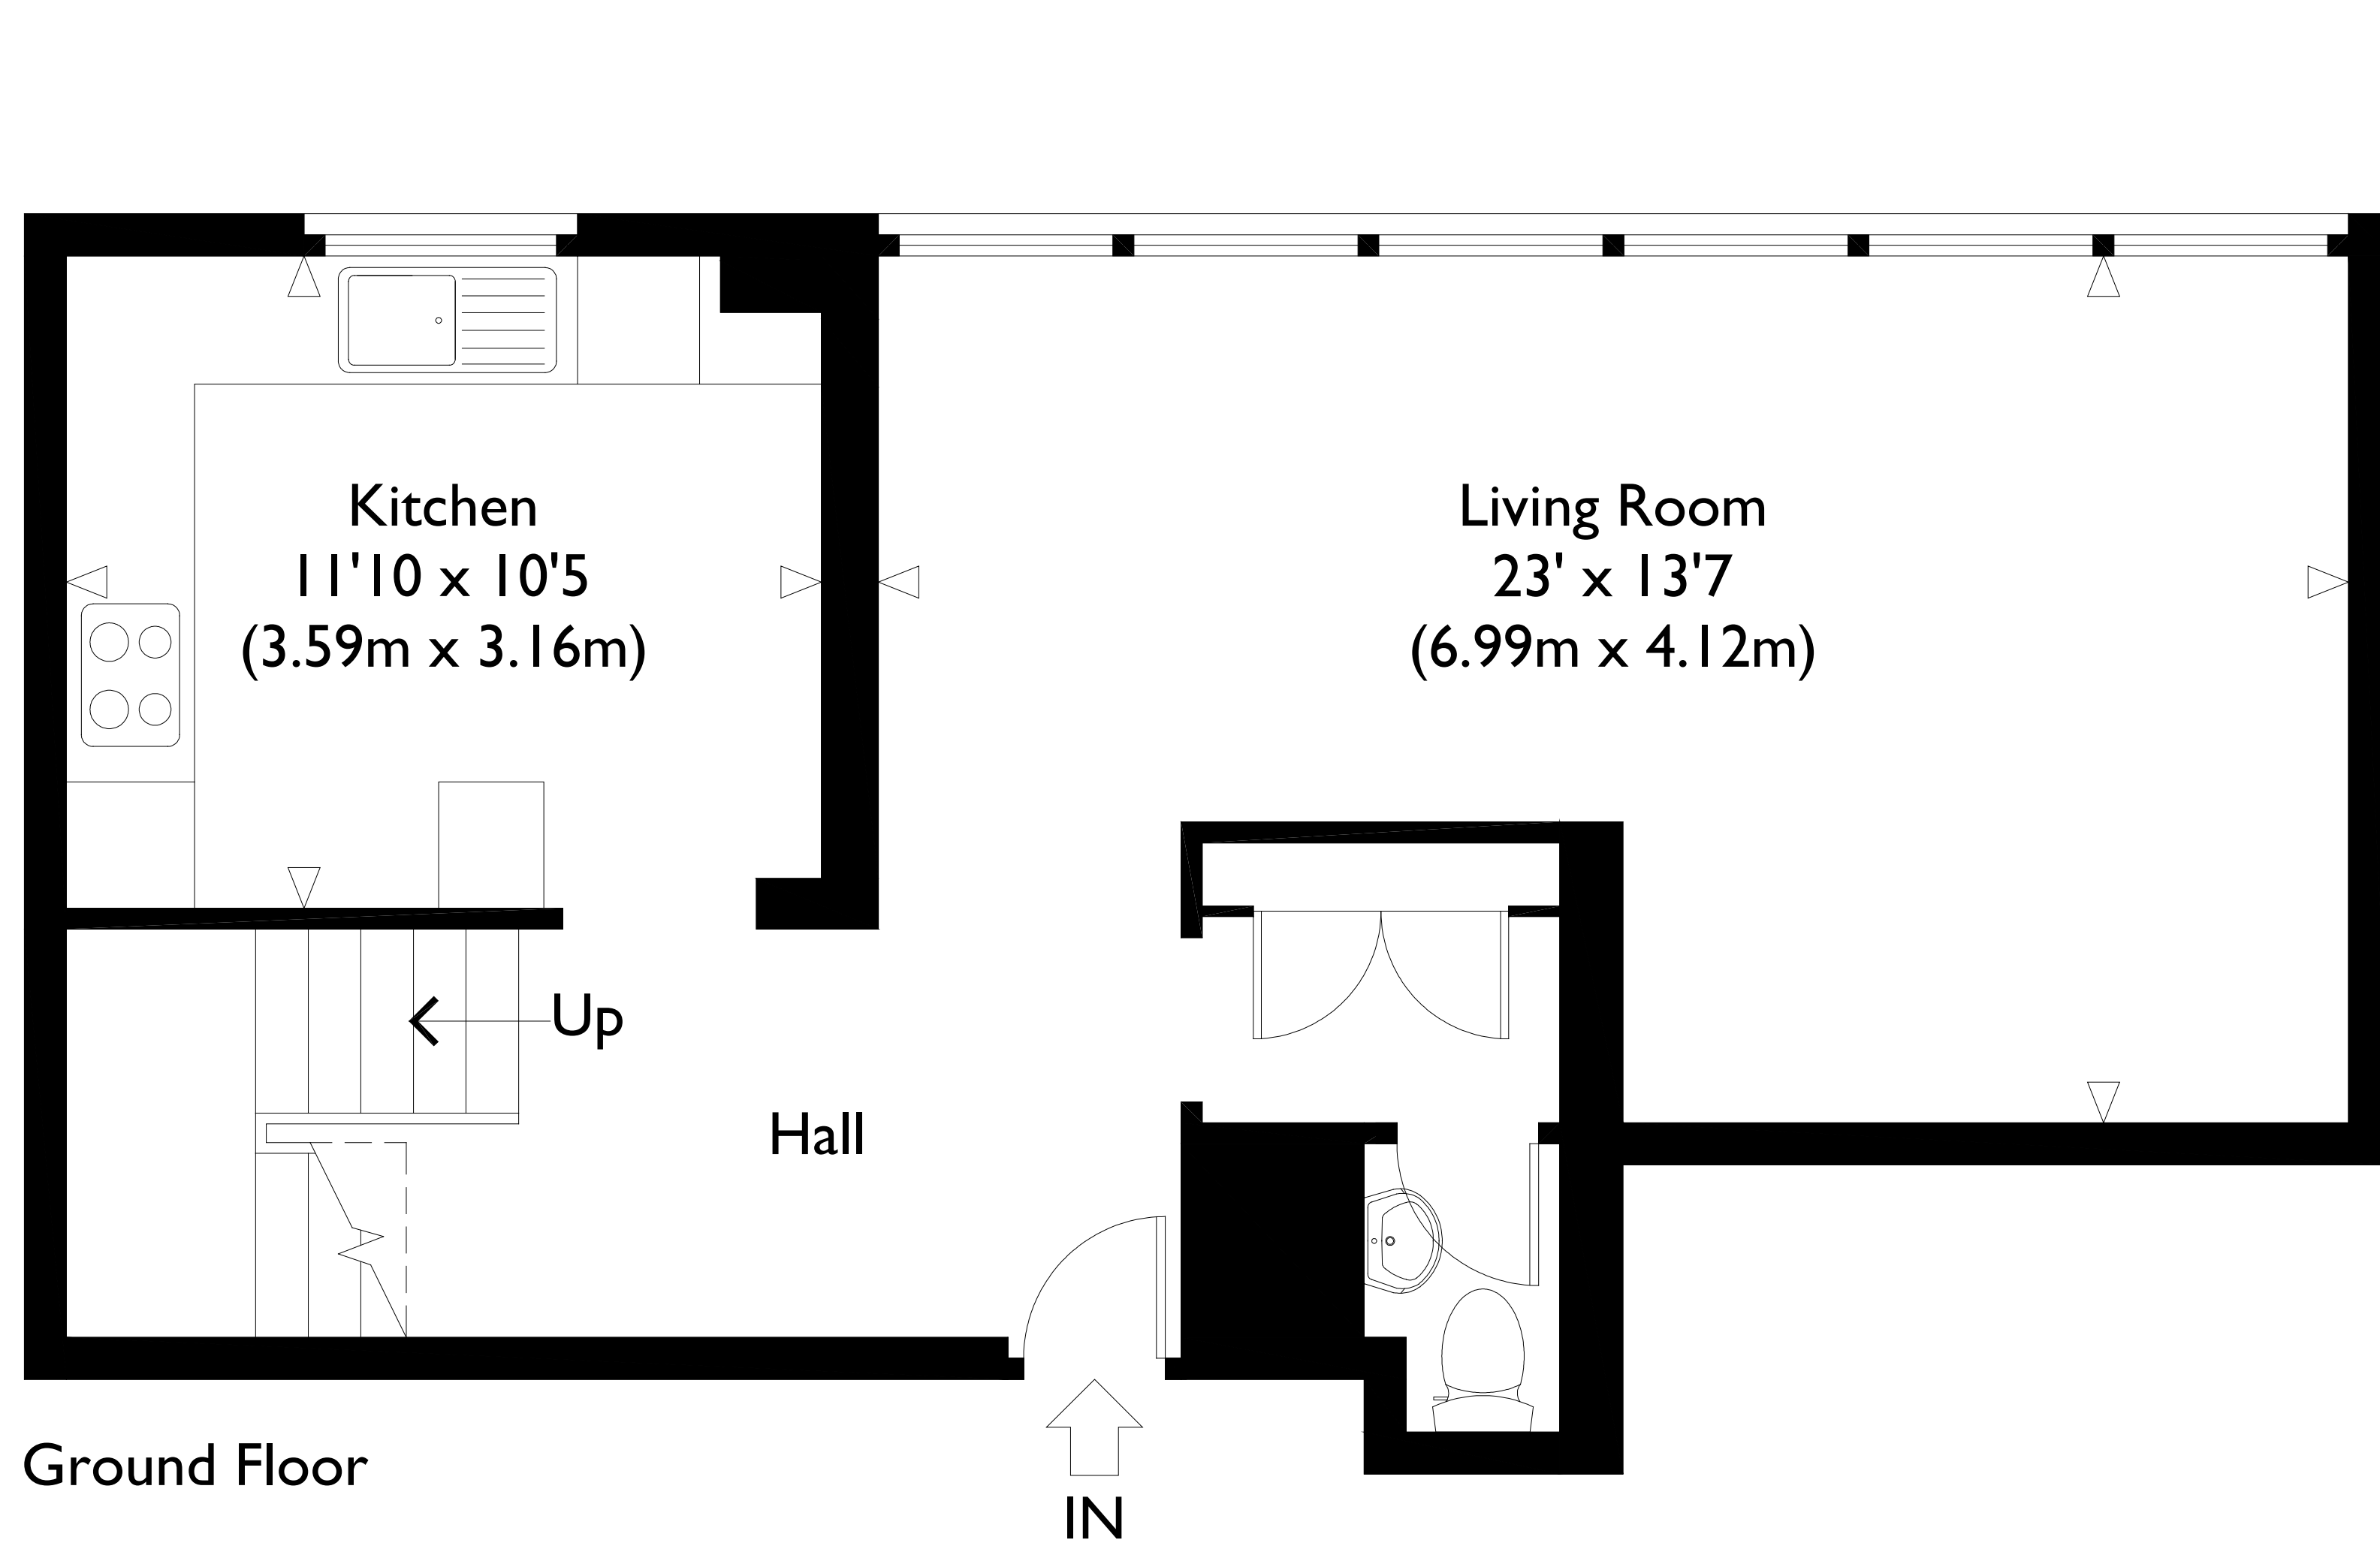 Kitchen
11'10 x 10'5
(3.59m x 3.16m)
Living Room
23' x 13'7
(6.99m x 4.12m)
Up
Hall
Ground Floor
IN